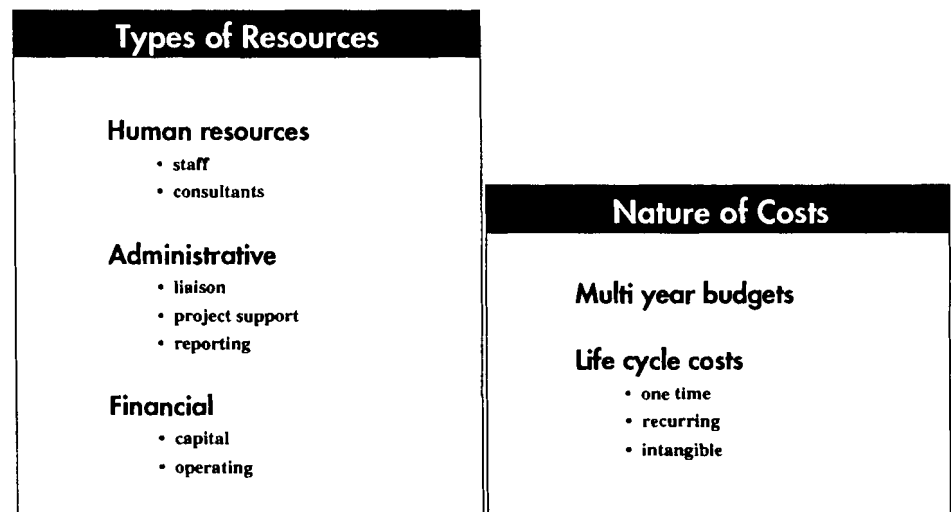 Types of Resources
Human resources
• staff
• consultants
Administrative
• liaison
• project support
• reporting
Financial
• capital
• operating
Nature of Costs
Multi year budgets
Life cycle costs
• one time
• recurring
• intangible